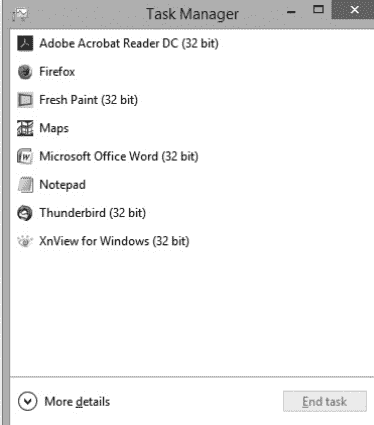 Task Manager
Adobe Acrobat Reader DC (32 bit)
Firefox
Fresh Paint (32 bit)
Maps
Microsoft Office Word (32 bit)
Notepad
Thunderbird (32 bit)
XnView for Windows (32 bit)
More details
End task